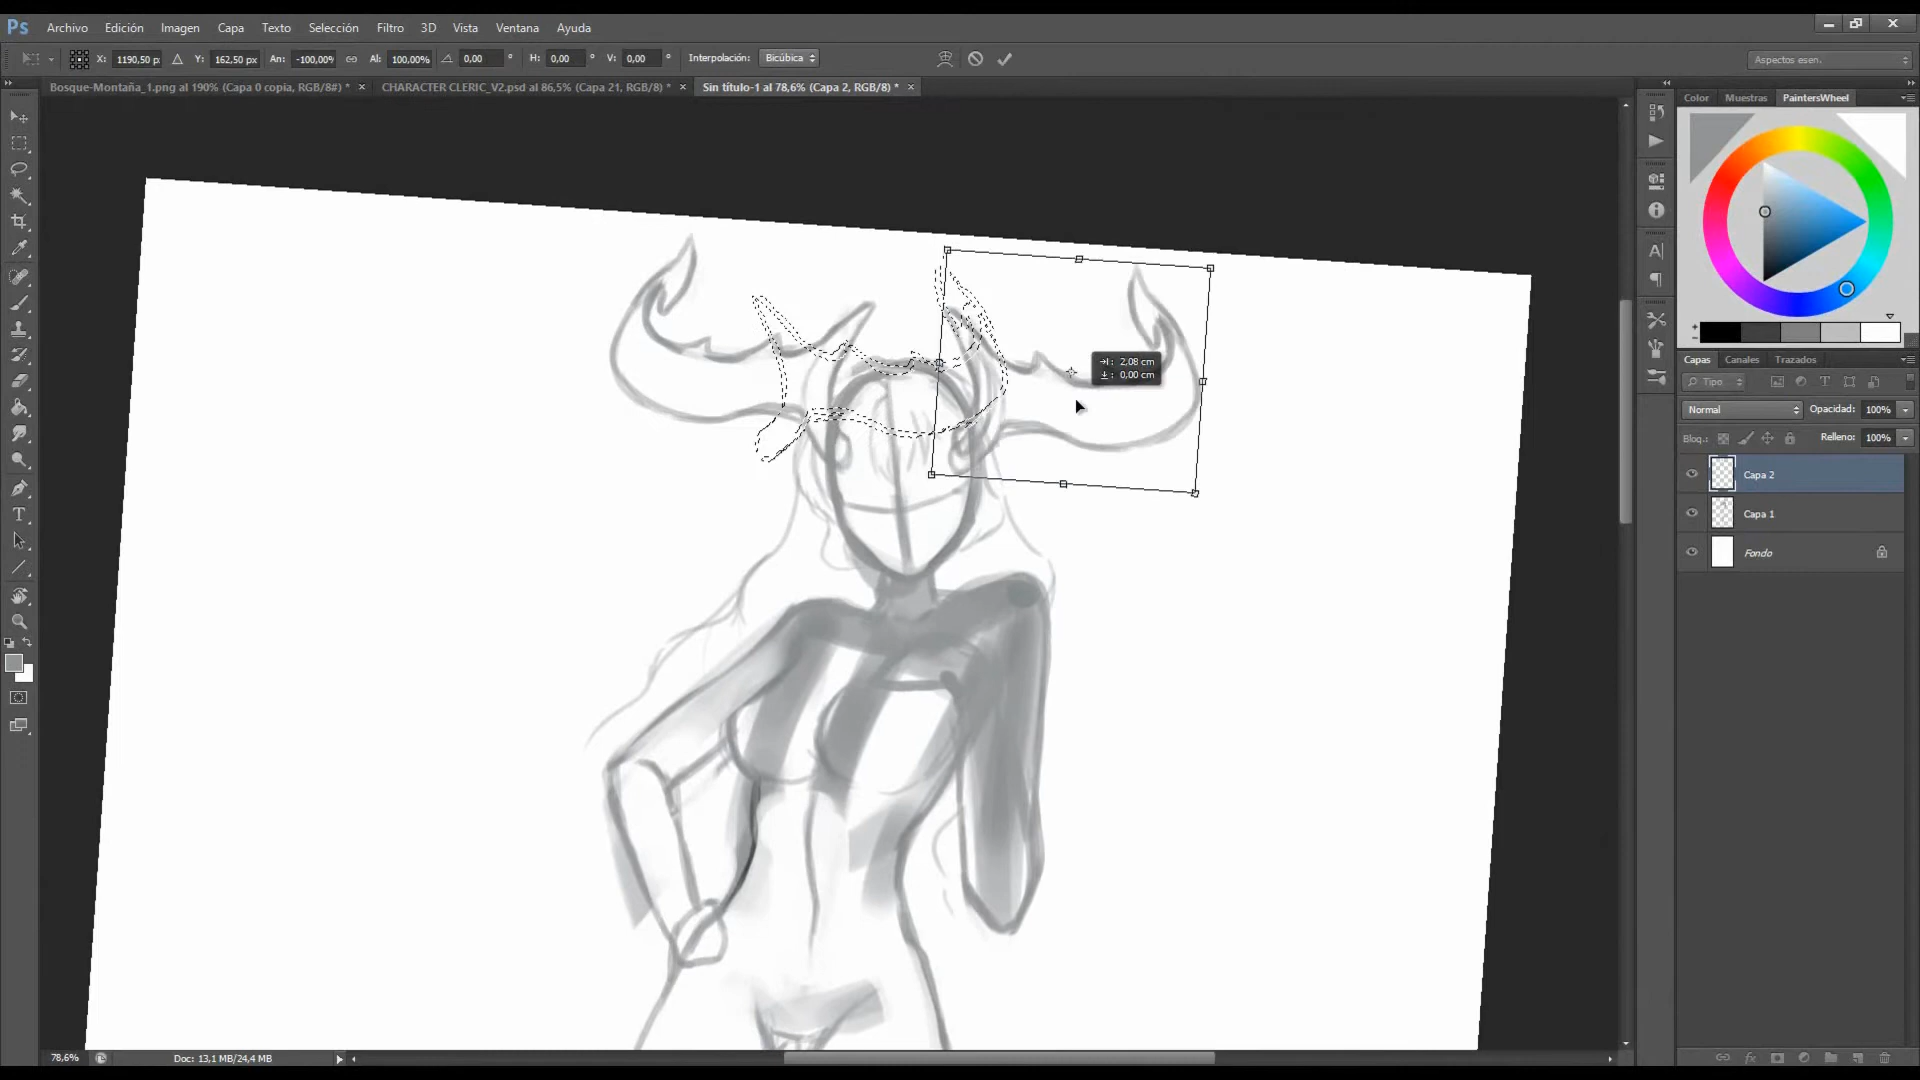 Ps Archivo Edición Imagen Capa Texto Selección Filtro 3D Vista Ventana Ayuda
X: 1190,50 p Y: 162,50 px An: -100,00% Al: 100,00% 0,00 ° H: 0,00 ° V: 0,00 ° Interpolación: Bicúbica
Aspectos esen.
Bosque-Montaña_1.png al 190% (Capa 0 copia, RGB/8#) * CHARACTER CLERIC_V2.psd al 86,5% (Capa 21, RGB/8) * Sin título-1 al 78,6% (Capa 2, RGB/8) *
Color Muestras PaintersWheel
2,08 cm
0,00 cm
Capas Canales Trazados
Tipo
Normal Opacidad: 100%
Bloq.: Relleno: 100%
Capa 2
Capa 1
Fondo
78,6% Doc: 13,1 MB/24,4 MB